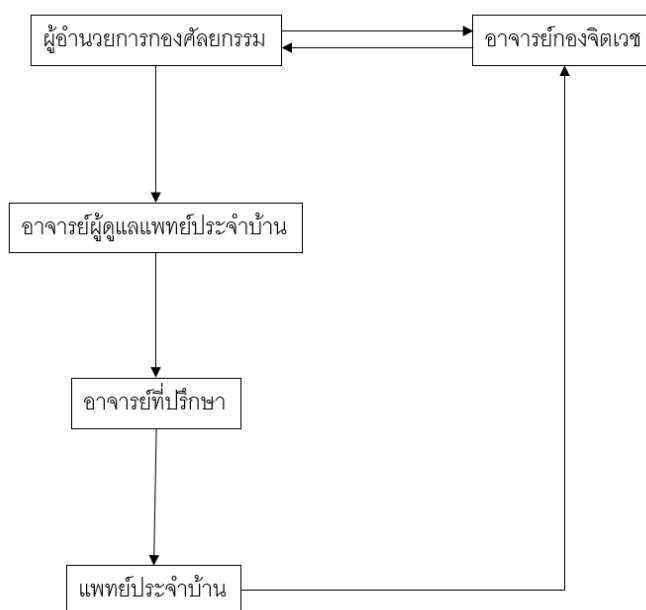 ผู้อำนวยการกองศัลยกรรม
อาจารย์กองจิตเวช
อาจารย์ผู้ดูแลแพทย์ประจำบ้าน
อาจารย์ที่ปรึกษา
แพทย์ประจำบ้าน